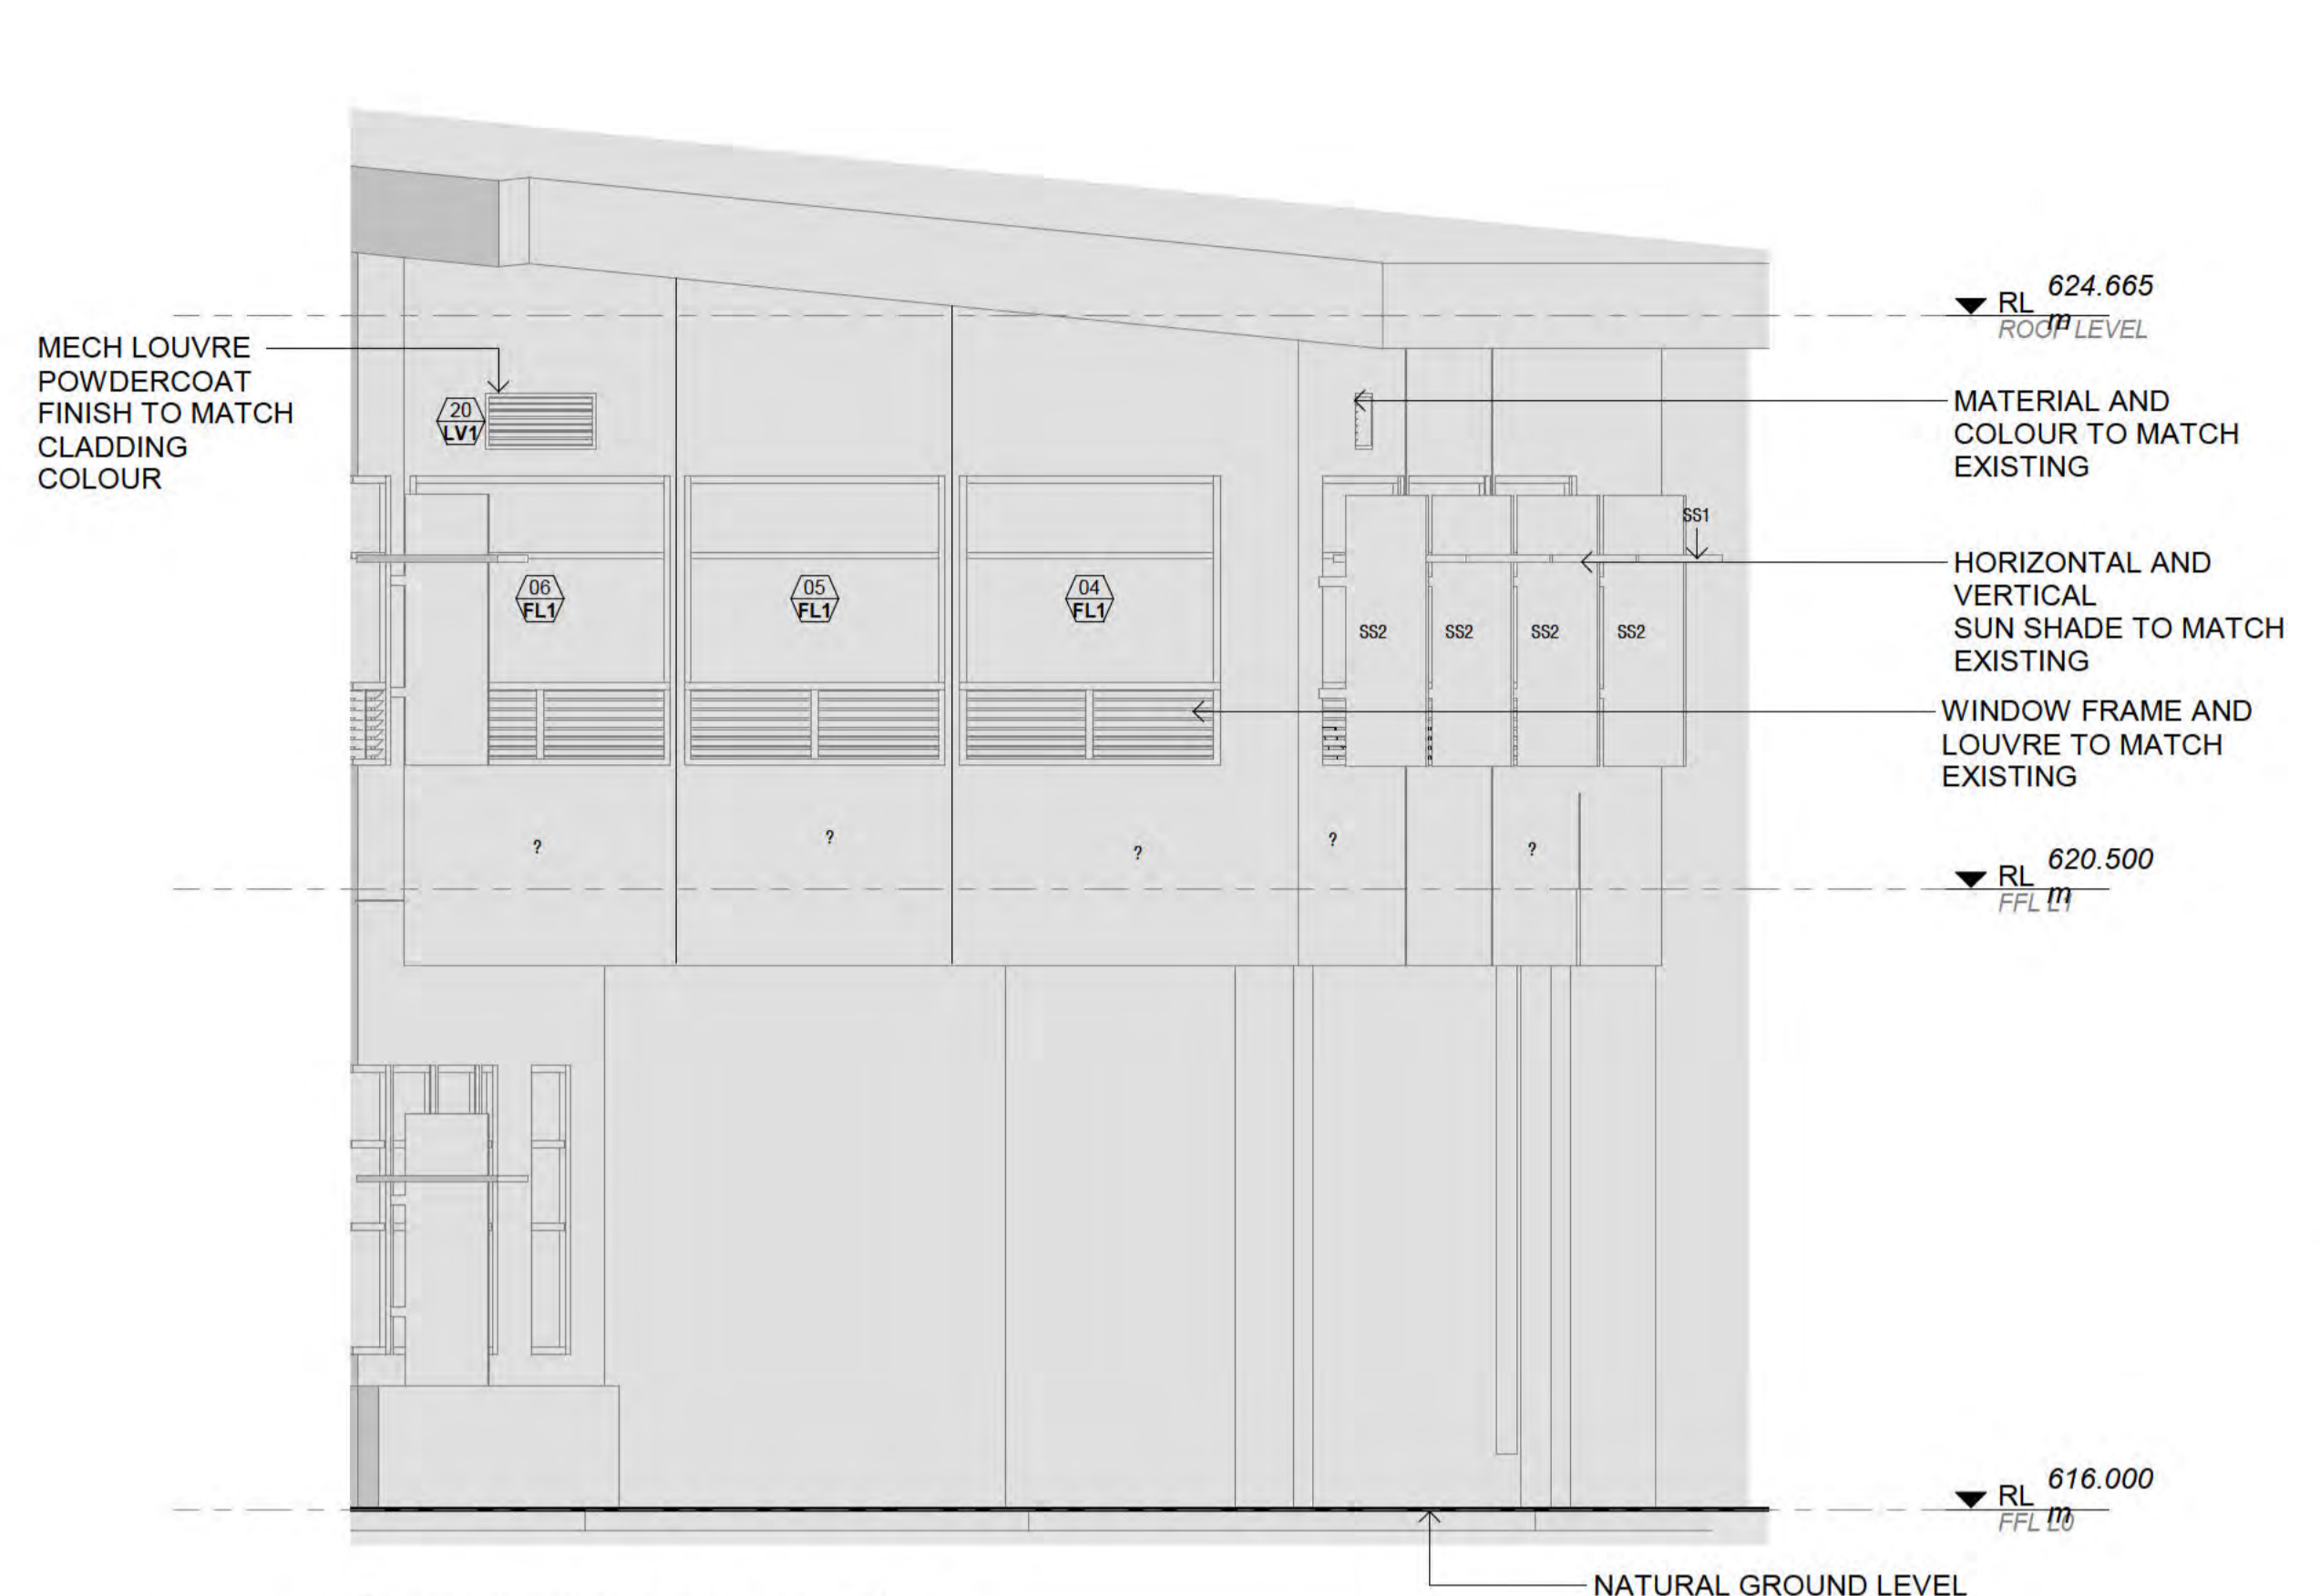 624.665
RL m
ROOF LEVEL
MECH LOUVRE
POWDERCOAT
FINISH TO MATCH
CLADDING
COLOUR
20
LV1
MATERIAL AND
COLOUR TO MATCH
EXISTING
SS1
HORIZONTAL AND
VERTICAL
SUN SHADE TO MATCH
EXISTING
06
FL1
05
FL1
04
FL1
SS2
SS2
SS2
SS2
WINDOW FRAME AND
LOUVRE TO MATCH
EXISTING
?
?
?
?
?
620.500
RL m
FFL L1
616.000
RL m
FFL L0
NATURAL GROUND LEVEL